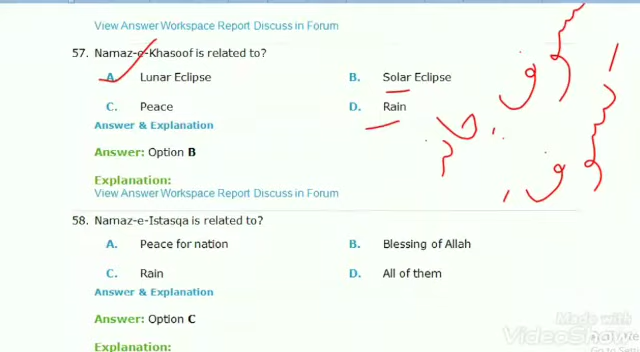 View Answer Workspace Report Discuss in Forum
57. Namaz-e-Khasoof is related to?
A. Lunar Eclipse B. Solar Eclipse
C. Peace D. Rain
Answer & Explanation
Answer: Option B
Explanation:
View Answer Workspace Report Discuss in Forum
58. Namaz-e-Istasqa is related to?
A. Peace for nation B. Blessing of Allah
C. Rain D. All of them
Answer & Explanation
Answer: Option C
Explanation:
Made with
VideoShow